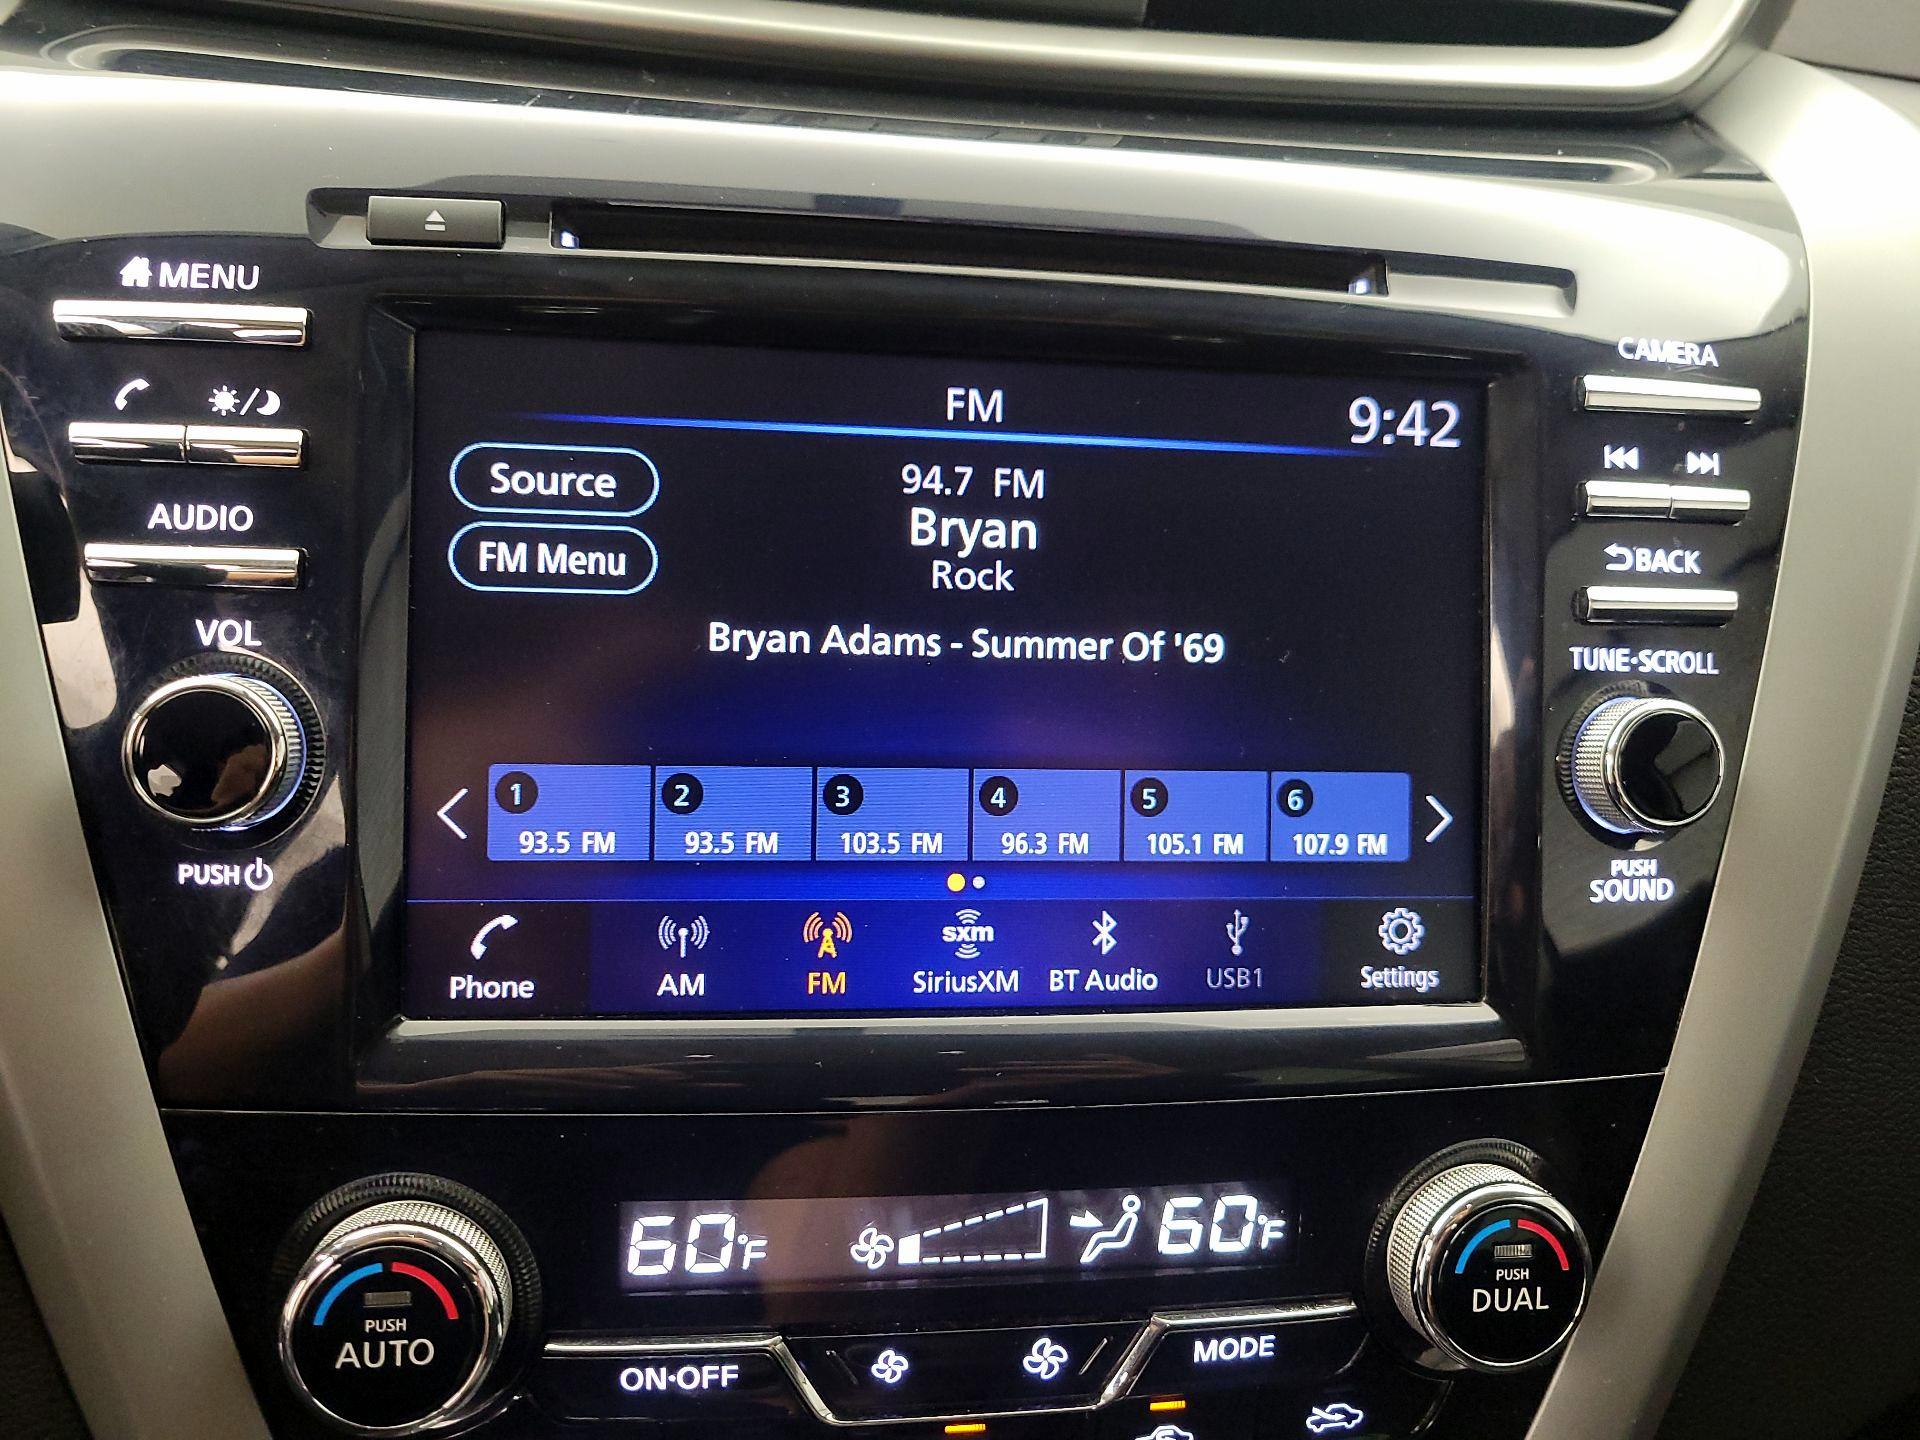 MENU
CAMERA
FM
9:42
Source
94.7 FM
Bryan
FM Menu
Rock
BACK
AUDIO
VOL
Bryan Adams - Summer Of '69
TUNE•SCROLL
1 2 3 4 5 6
93.5 FM 93.5 FM 103.5 FM 96.3 FM 105.1 FM 107.9 FM
PUSH
PUSH
SOUND
sxm
Phone AM FM SiriusXM BT Audio USB1 Settings
60°F 60°F
PUSH
AUTO
PUSH
DUAL
ON•OFF
MODE